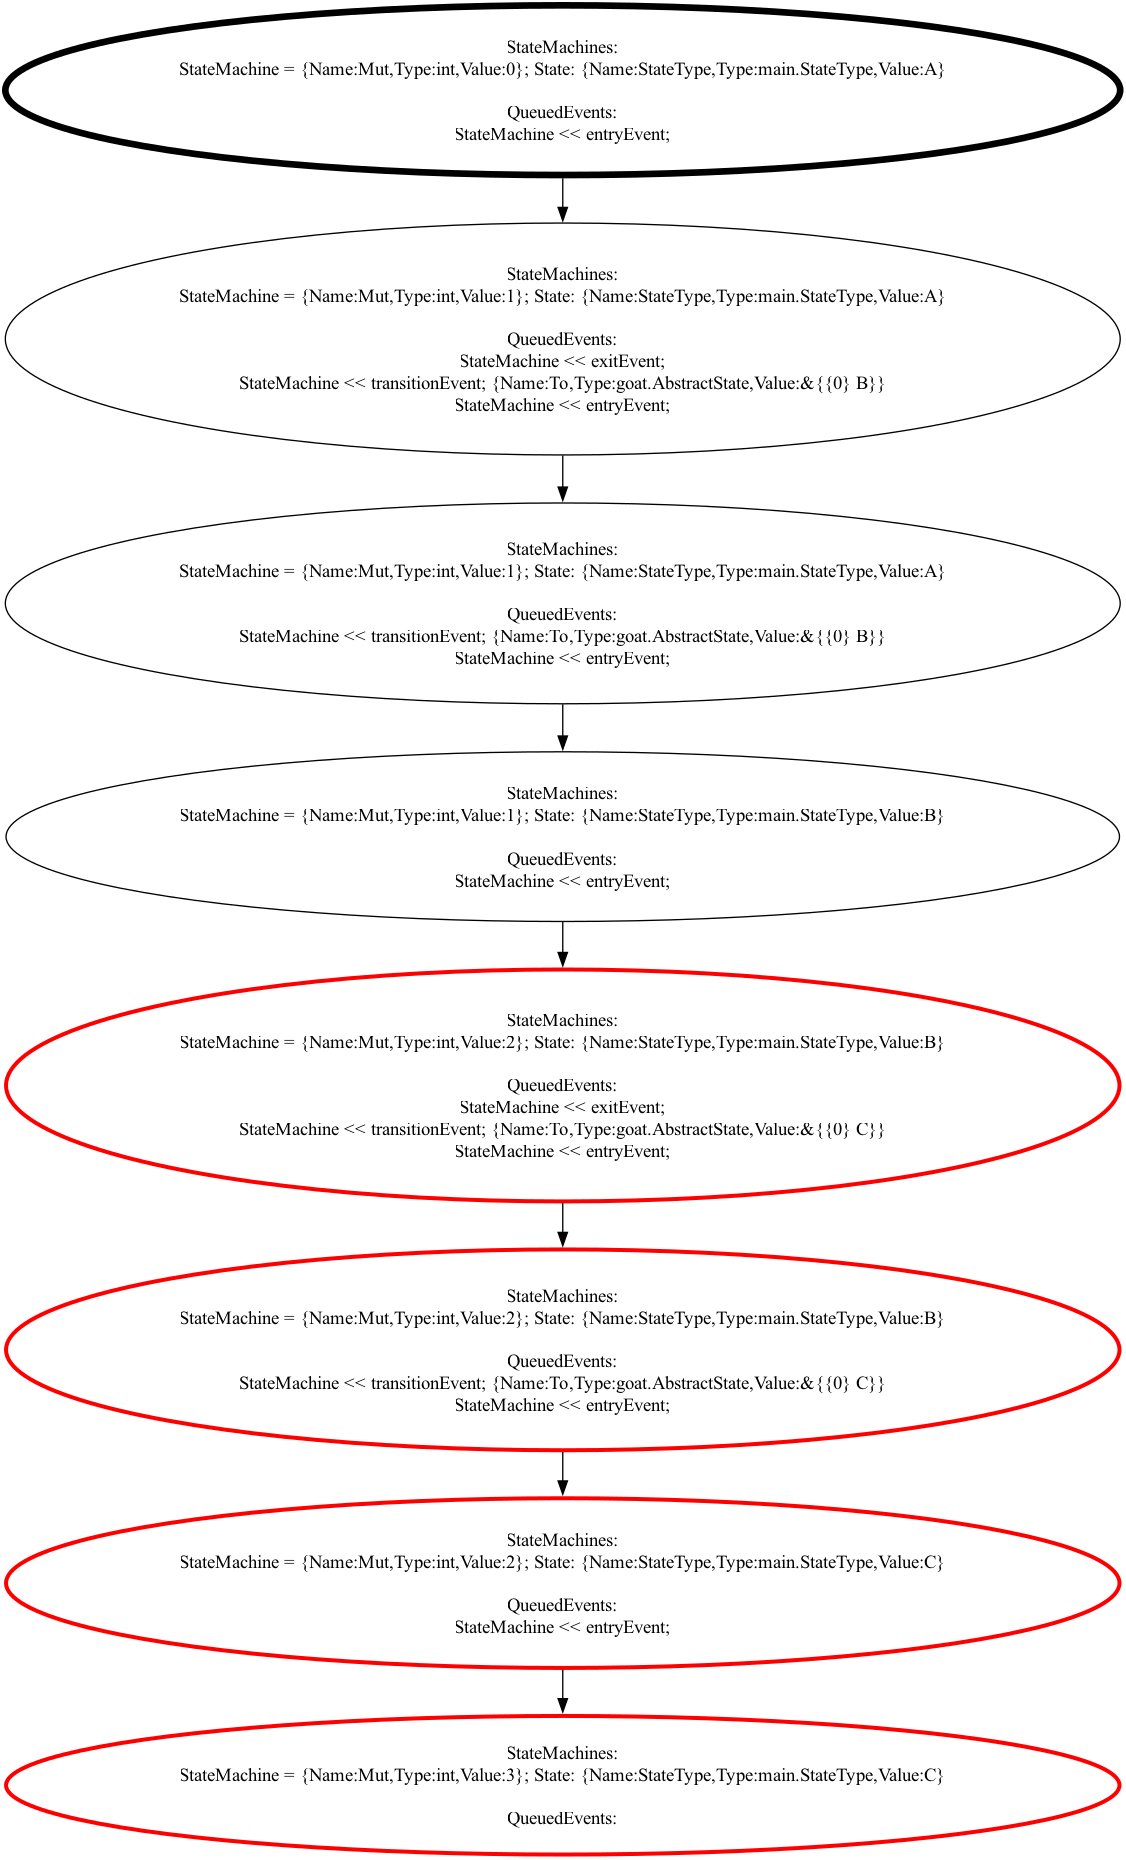 StateMachines:
StateMachine = {Name:Mut,Type:int,Value:0}; State: {Name:StateType,Type:main.StateType,Value:A}
QueuedEvents:
StateMachine << entryEvent;
StateMachines:
StateMachine = {Name:Mut,Type:int,Value:1}; State: {Name:StateType,Type:main.StateType,Value:A}
QueuedEvents:
StateMachine << exitEvent;
StateMachine << transitionEvent; {Name:To,Type:goat.AbstractState,Value:&{{0} B}}
StateMachine << entryEvent;
StateMachines:
StateMachine = {Name:Mut,Type:int,Value:1}; State: {Name:StateType,Type:main.StateType,Value:A}
QueuedEvents:
StateMachine << transitionEvent; {Name:To,Type:goat.AbstractState,Value:&{{0} B}}
StateMachine << entryEvent;
StateMachines:
StateMachine = {Name:Mut,Type:int,Value:1}; State: {Name:StateType,Type:main.StateType,Value:B}
QueuedEvents:
StateMachine << entryEvent;
StateMachines:
StateMachine = {Name:Mut,Type:int,Value:2}; State: {Name:StateType,Type:main.StateType,Value:B}
QueuedEvents:
StateMachine << exitEvent;
StateMachine << transitionEvent; {Name:To,Type:goat.AbstractState,Value:&{{0} C}}
StateMachine << entryEvent;
StateMachines:
StateMachine = {Name:Mut,Type:int,Value:2}; State: {Name:StateType,Type:main.StateType,Value:B}
QueuedEvents:
StateMachine << transitionEvent; {Name:To,Type:goat.AbstractState,Value:&{{0} C}}
StateMachine << entryEvent;
StateMachines:
StateMachine = {Name:Mut,Type:int,Value:2}; State: {Name:StateType,Type:main.StateType,Value:C}
QueuedEvents:
StateMachine << entryEvent;
StateMachines:
StateMachine = {Name:Mut,Type:int,Value:3}; State: {Name:StateType,Type:main.StateType,Value:C}
QueuedEvents: